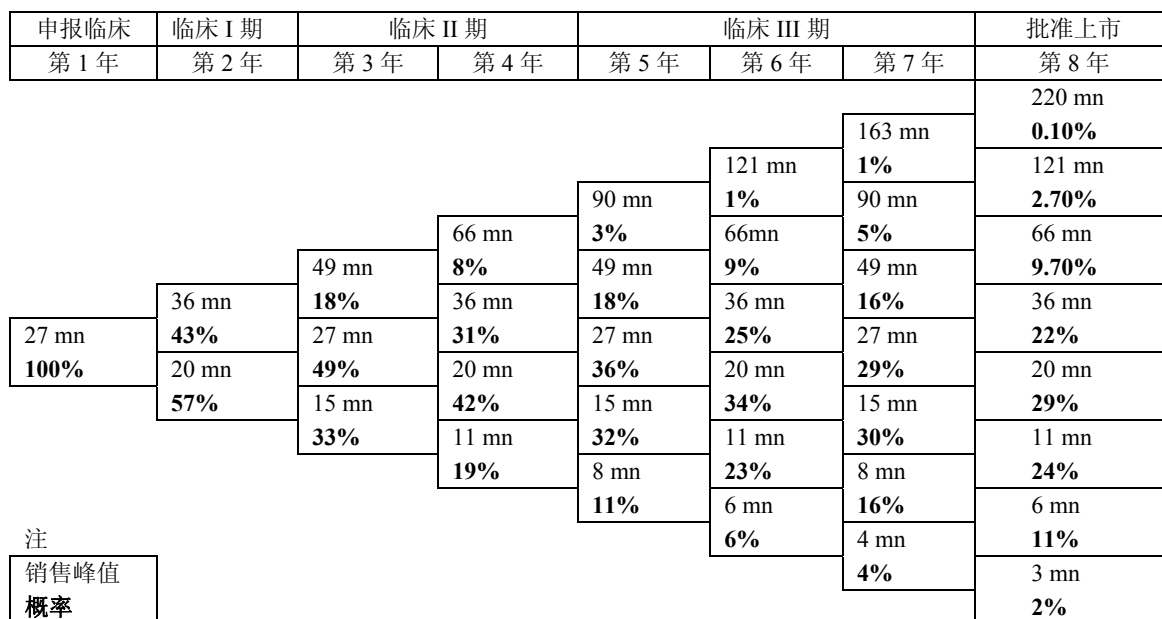 申报临床 临床 I 期 临床 II 期 临床 III 期 批准上市
第 1 年 第 2 年 第 3 年 第 4 年 第 5 年 第 6 年 第 7 年 第 8 年
220 mn
163 mn 0.10%
121 mn 1% 121 mn
90 mn 1% 90 mn 2.70%
66 mn 3% 66mn 5% 66 mn
49 mn 8% 49 mn 9% 49 mn 9.70%
36 mn 18% 36 mn 18% 36 mn 16% 36 mn
27 mn 43% 27 mn 31% 27 mn 25% 27 mn 22%
100% 20 mn 49% 20 mn 36% 20 mn 29% 20 mn
57% 15 mn 42% 15 mn 34% 15 mn 29%
33% 11 mn 32% 11 mn 30% 11 mn
19% 8 mn 23% 8 mn 24%
11% 6 mn 16% 6 mn
注 6% 4 mn 11%
销售峰值 4% 3 mn
概率 2%